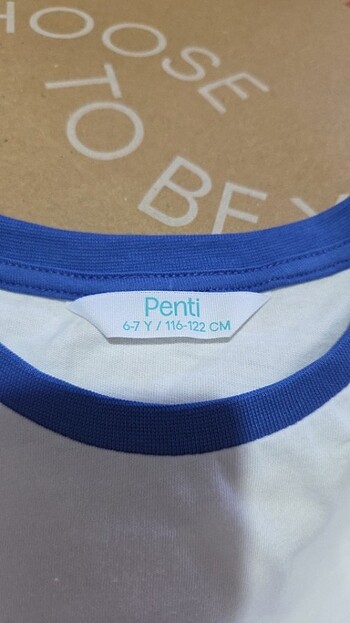 HOOSE
TO BE
Penti
6-7 Y / 116-122 CM